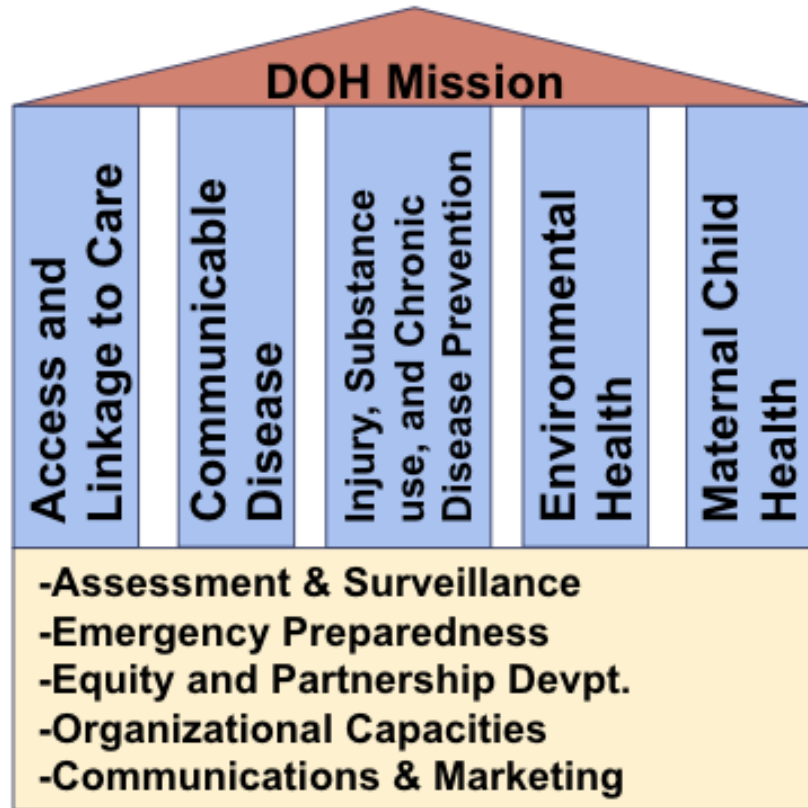 DOH Mission
Access and
Linkage to Care
Communicable
Disease
Injury, Substance
use, and Chronic
Disease Prevention
Environmental
Health
Maternal Child
Health
-Assessment & Surveillance
-Emergency Preparedness
-Equity and Partnership Devpt.
-Organizational Capacities
-Communications & Marketing